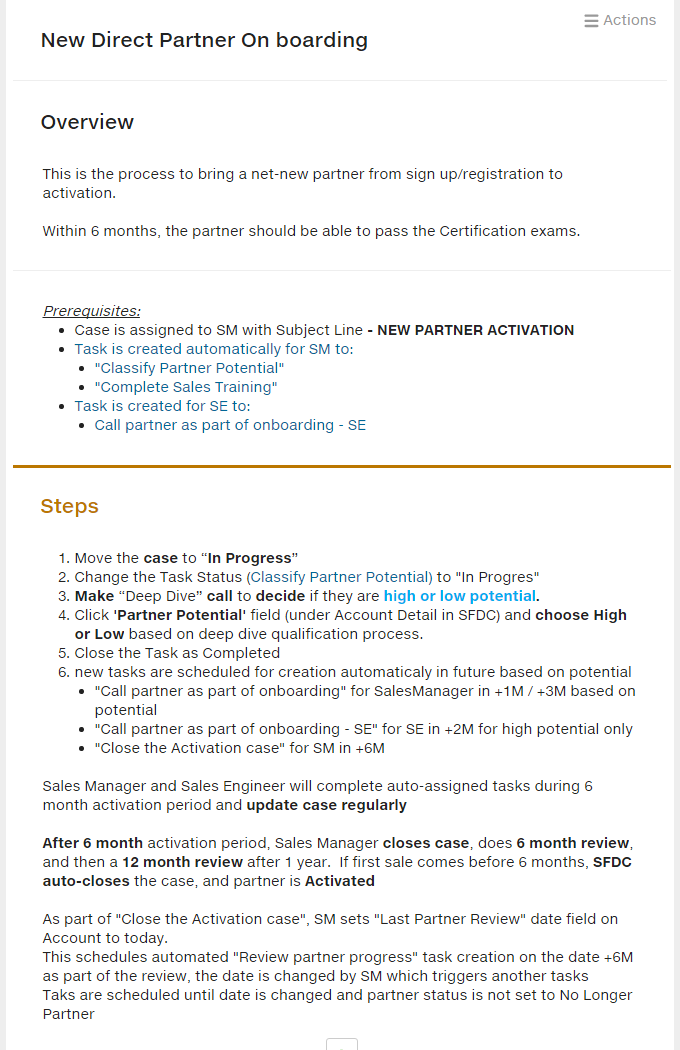 Actions
New Direct Partner On boarding
Overview
This is the process to bring a net-new partner from sign up/registration to
activation.
Within 6 months, the partner should be able to pass the Certification exams.
Prerequisites:
Case is assigned to SM with Subject Line - NEW PARTNER ACTIVATION
Task is created automatically for SM to:
"Classify Partner Potential"
"Complete Sales Training"
Task is created for SE to:
Call partner as part of onboarding - SE
Steps
1. Move the case to “In Progress”
2. Change the Task Status (Classify Partner Potential) to "In Progres"
3. Make “Deep Dive” call to decide if they are high or low potential.
4. Click 'Partner Potential' field (under Account Detail in SFDC) and choose High
or Low based on deep dive qualification process.
5. Close the Task as Completed
6. new tasks are scheduled for creation automaticaly in future based on potential
"Call partner as part of onboarding" for SalesManager in +1M / +3M based on
potential
"Call partner as part of onboarding - SE" for SE in +2M for high potential only
"Close the Activation case" for SM in +6M
Sales Manager and Sales Engineer will complete auto-assigned tasks during 6
month activation period and update case regularly
After 6 month activation period, Sales Manager closes case, does 6 month review,
and then a 12 month review after 1 year.  If first sale comes before 6 months, SFDC
auto-closes the case, and partner is Activated
As part of "Close the Activation case", SM sets "Last Partner Review" date field on
Account to today.
This schedules automated "Review partner progress" task creation on the date +6M
as part of the review, the date is changed by SM which triggers another tasks
Taks are scheduled until date is changed and partner status is not set to No Longer
Partner